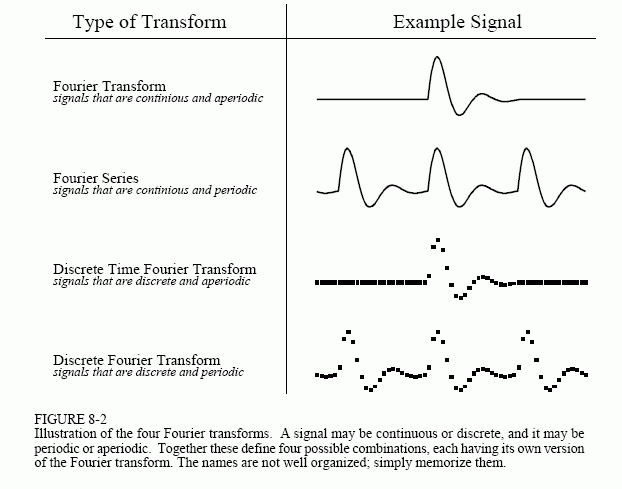 Type of Transform
Example Signal
Fourier Transform
signals that are continious and aperiodic
Fourier Series
signals that are continious and periodic
Discrete Time Fourier Transform
signals that are discrete and aperiodic
Discrete Fourier Transform
signals that are discrete and periodic
FIGURE 8-2
Illustration of the four Fourier transforms. A signal may be continuous or discrete, and it may be
periodic or aperiodic. Together these define four possible combinations, each having its own version
of the Fourier transform. The names are not well organized; simply memorize them.